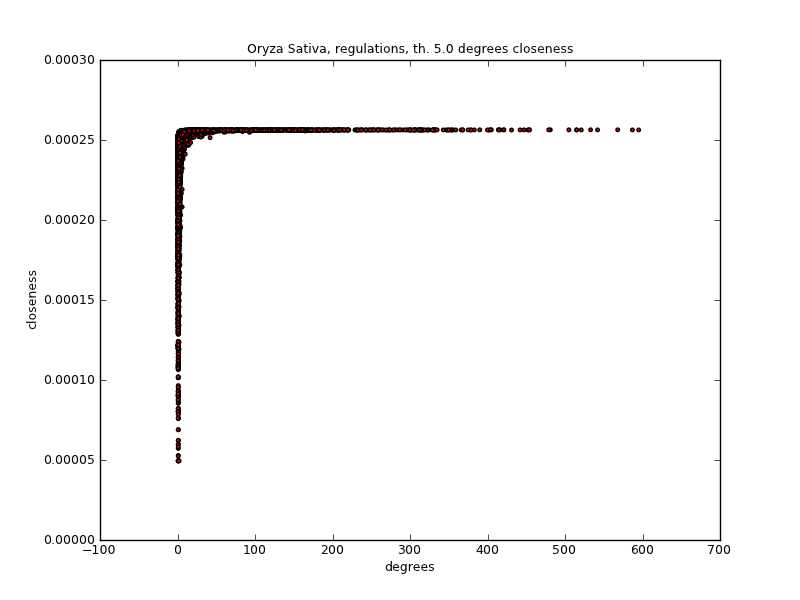 Oryza Sativa, regulations, th. 5.0 degrees closeness
0.00030
0.00025
0.00020
0.00015
0.00010
0.00005
0.00000
closeness
−100 0 100 200 300 400 500 600 700
degrees